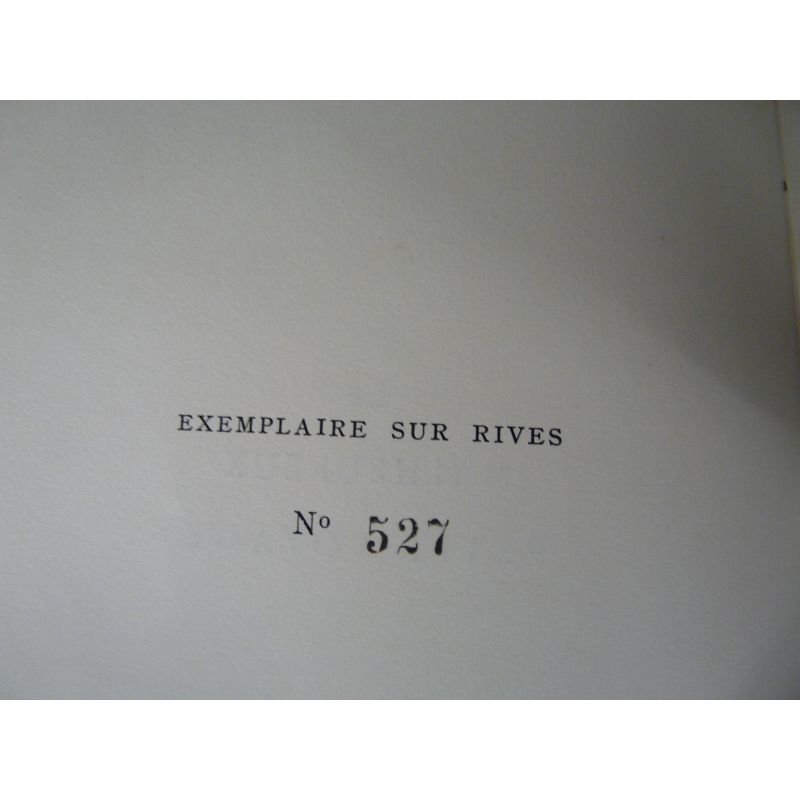 EXEMPLAIRE SUR RIVES
Nº 527